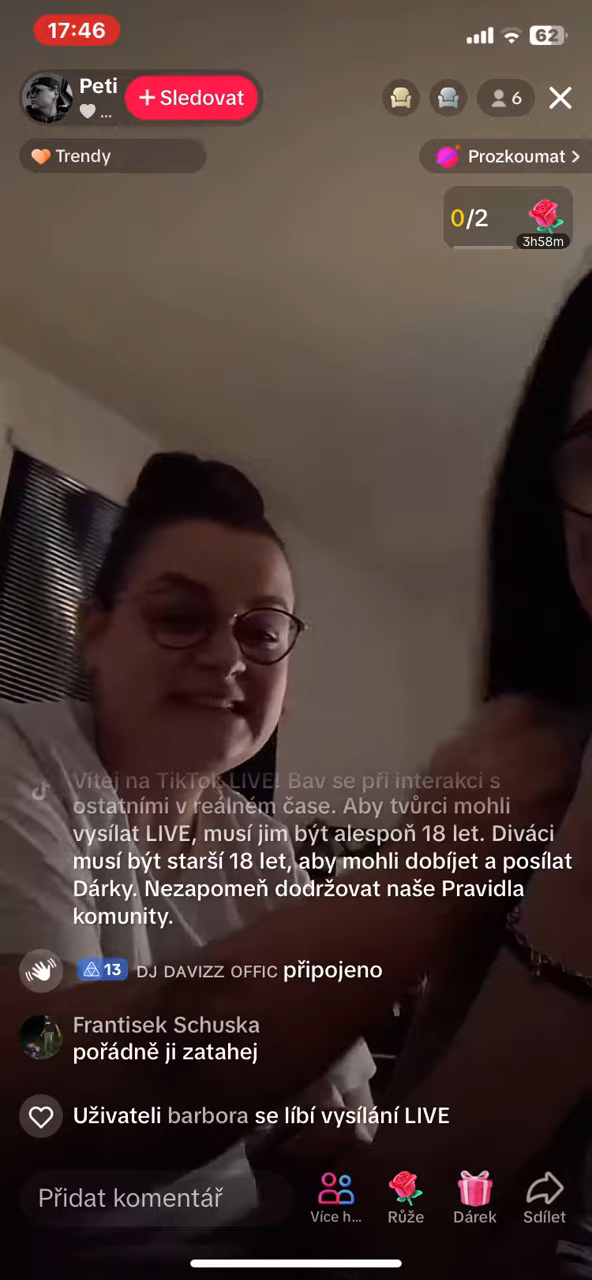 17:46
62
Peti
...
+ Sledovat
6
Trendy
Prozkoumat >
0/2
3h58m
Vítej na TikTok LIVE! Bav se při interakci s
ostatními v reálném čase. Aby tvůrci mohli
vysílat LIVE, musí jim být alespoň 18 let. Diváci
musí být starší 18 let, aby mohli dobíjet a posílat
Dárky. Nezapomeň dodržovat naše Pravidla
komunity.
13 DJ DAVIZZ OFFIC připojeno
Frantisek Schuska
pořádně ji zatahej
Uživateli barbora se líbí vysílání LIVE
Přidat komentář
Více h...
Růže
Dárek
Sdílet